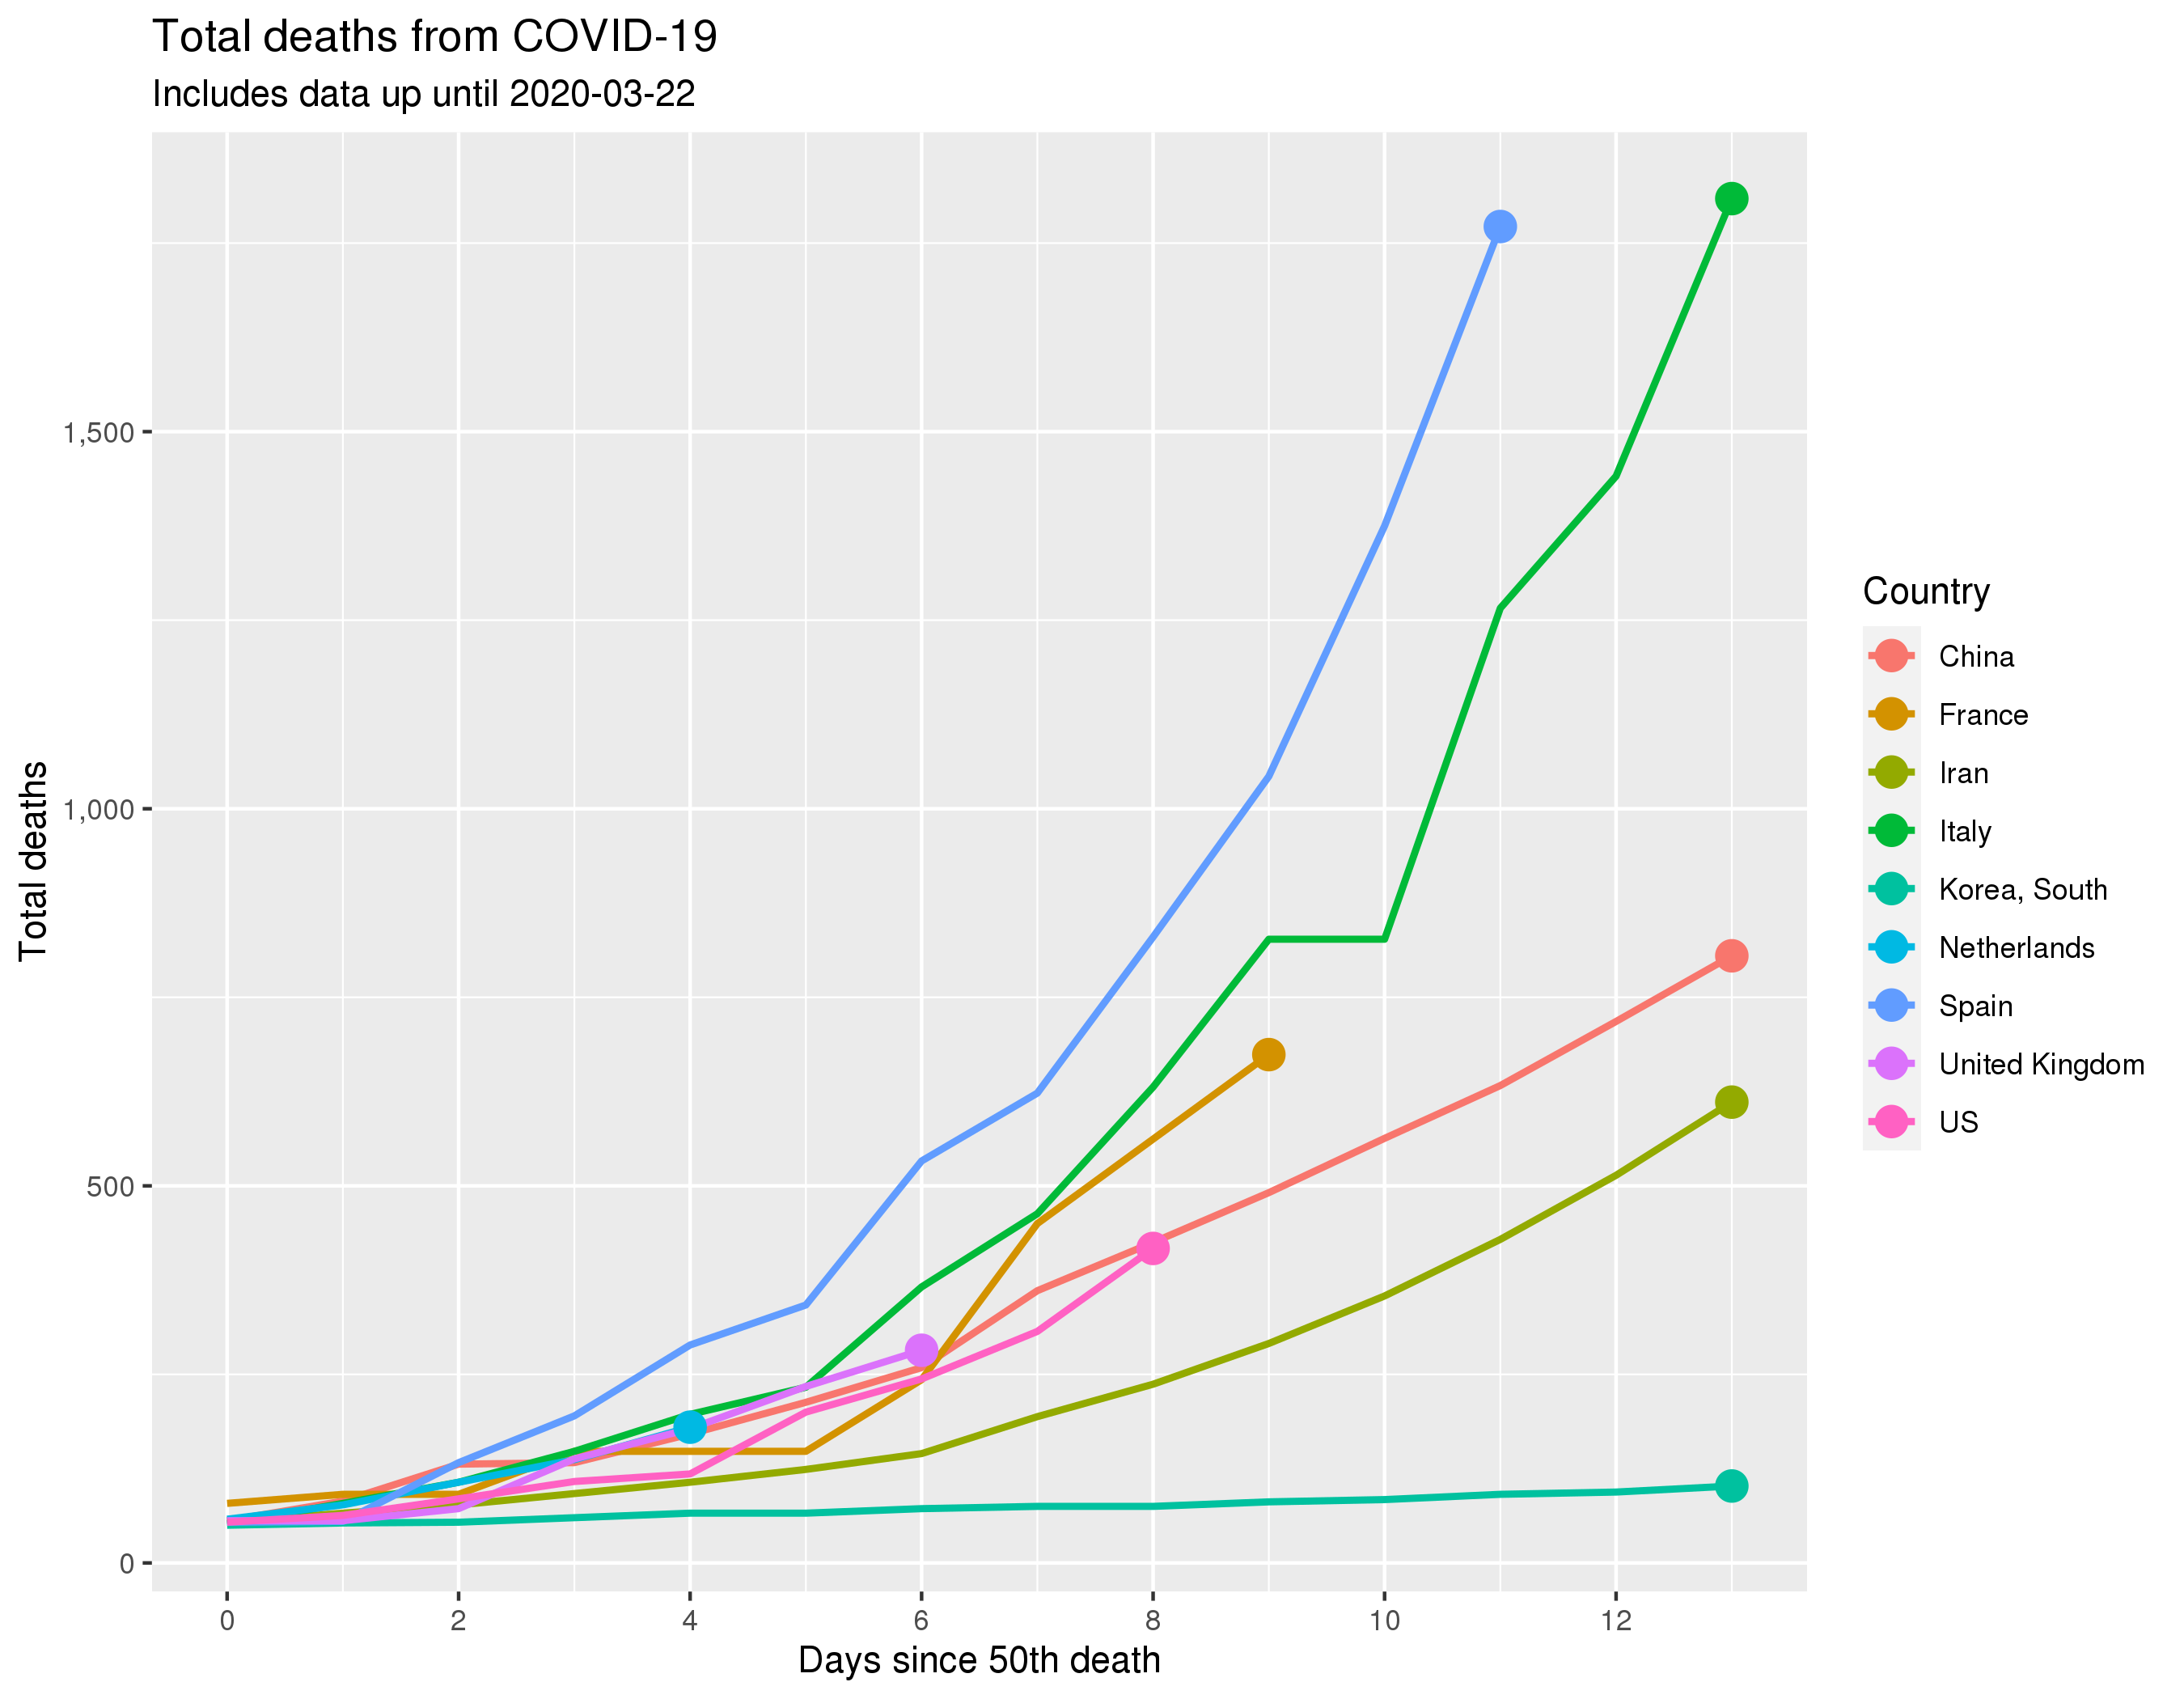 Total deaths from COVID-19
Includes data up until 2020-03-22
Total deaths
1,500
1,000
500
0
0 2 4 6 8 10 12
Days since 50th death
Country
China
France
Iran
Italy
Korea, South
Netherlands
Spain
United Kingdom
US